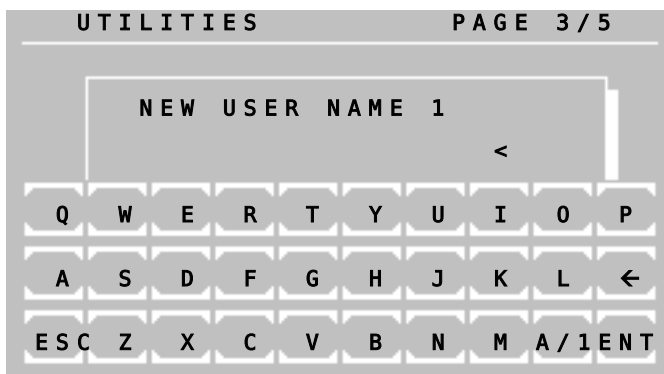 UTILITIES PAGE 3/5
NEW USER NAME 1
<
Q W E R T Y U I O P
A S D F G H J K L ←
ESC Z X C V B N M A/1 ENT